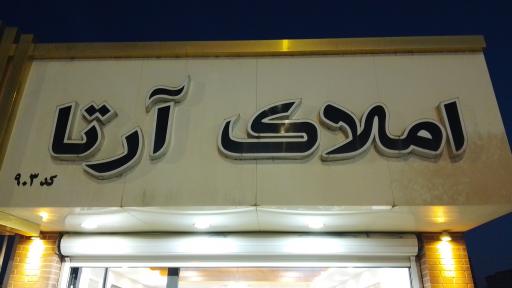 املاک آرتا
کد ۹۰۳